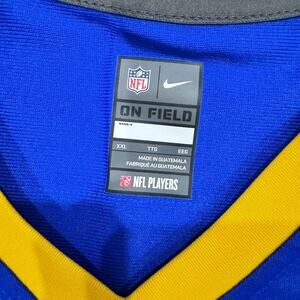 NFL
ON FIELD
XXL TTG EEG
MADE IN GUATEMALA
FABRIQUÉ AU GUATEMALA
NFL PLAYERS